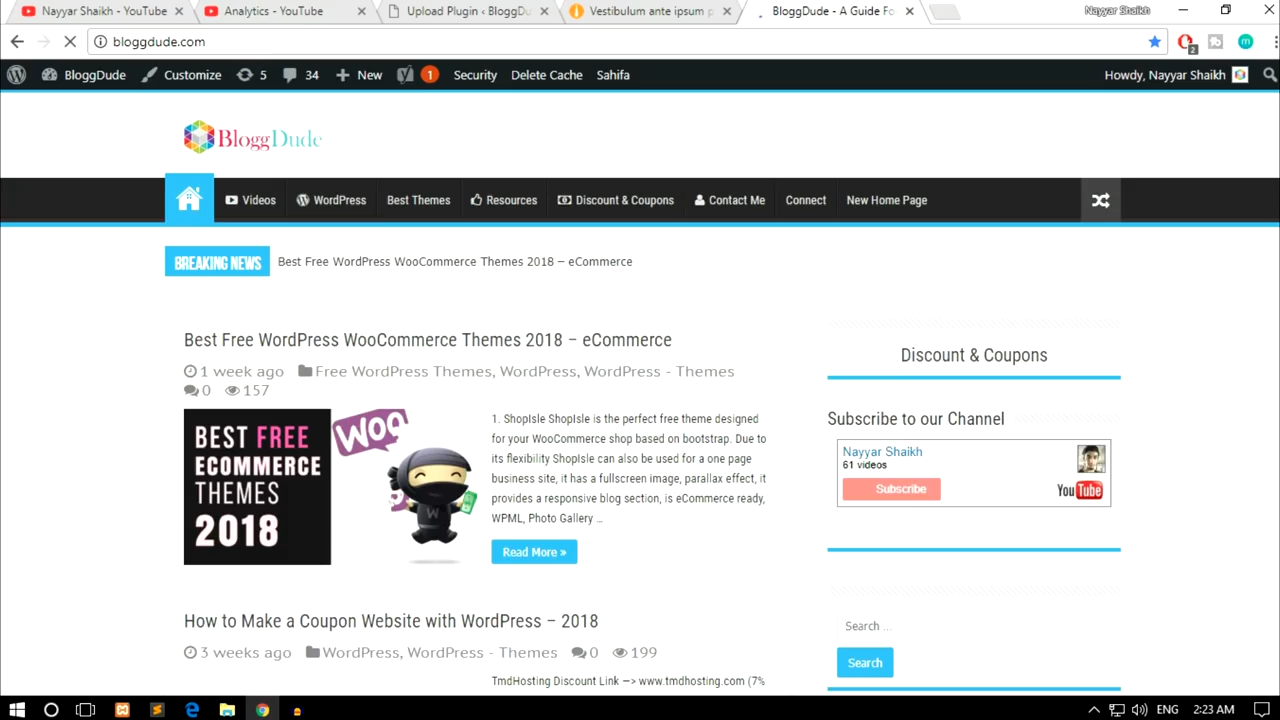 Nayyar Shaikh - YouTube
Analytics - YouTube
Upload Plugin ‹ BloggDu
Vestibulum ante ipsum p
BloggDude - A Guide Fo
Nayyar Shaikh
bloggdude.com
2
m
BloggDude
Customize
5
34
New
1
Security
Delete Cache
Sahifa
Howdy, Nayyar Shaikh
BloggDude
Videos
WordPress
Best Themes
Resources
Discount & Coupons
Contact Me
Connect
New Home Page
BREAKING NEWS
Best Free WordPress WooCommerce Themes 2018 – eCommerce
Best Free WordPress WooCommerce Themes 2018 – eCommerce
1 week ago Free WordPress Themes, WordPress, WordPress - Themes
0 157
BEST FREE
ECOMMERCE
THEMES
2018
WOO
W
1. ShopIsle ShopIsle is the perfect free theme designed
for your WooCommerce shop based on bootstrap. Due to
its flexibility ShopIsle can also be used for a one page
business site, it has a fullscreen image, parallax effect, it
provides a responsive blog section, is eCommerce ready,
WPML, Photo Gallery ...
Read More »
How to Make a Coupon Website with WordPress – 2018
3 weeks ago WordPress, WordPress - Themes 0 199
TmdHosting Discount Link —> www.tmdhosting.com (7%
Discount & Coupons
Subscribe to our Channel
Nayyar Shaikh
61 videos
Subscribe
YouTube
Search ...
Search
ENG
2:23 AM